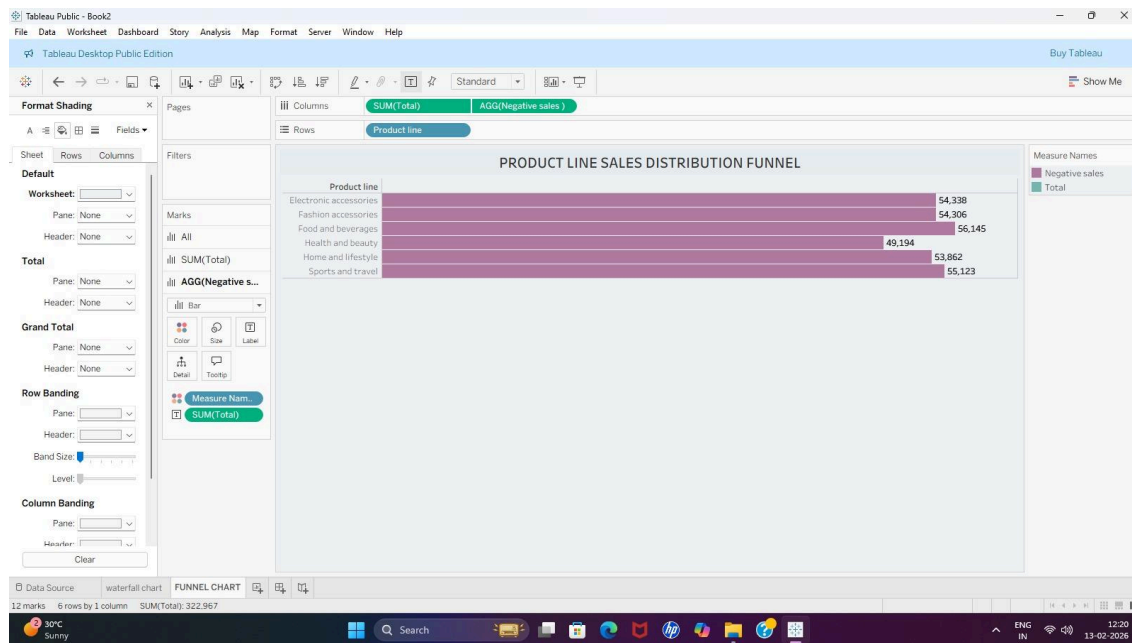 Tableau Public - Book2
File Data Worksheet Dashboard Story Analysis Map Format Server Window Help
Tableau Desktop Public Edition
Buy Tableau
Standard
Show Me
Format Shading
Fields
Sheet Rows Columns
Default
Worksheet:
Pane: None
Header: None
Total
Pane: None
Header: None
Grand Total
Pane: None
Header: None
Row Banding
Pane:
Header:
Band Size:
Level:
Column Banding
Pane:
Header:
Clear
Pages
Filters
Marks
All
SUM(Total)
AGG(Negative s...
Bar
Color Size Label
Detail Tooltip
Measure Nam..
SUM(Total)
Columns SUM(Total) AGG(Negative sales )
Rows Product line
PRODUCT LINE SALES DISTRIBUTION FUNNEL
Product line
Electronic accessories 54,338
Fashion accessories 54,306
Food and beverages 56,145
Health and beauty 49,194
Home and lifestyle 53,862
Sports and travel 55,123
Measure Names
Negative sales
Total
Data Source waterfall chart FUNNEL CHART
12 marks 6 rows by 1 column SUM(Total): 322,967
2 30°C
Sunny
Search
ENG
IN
12:20
13-02-2026